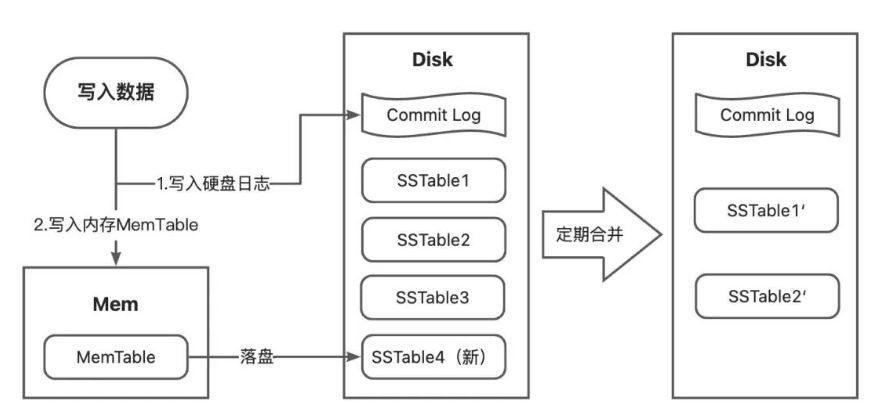 写入数据
1.写入硬盘日志
2.写入内存MemTable
Mem
MemTable
落盘
Disk
Commit Log
SSTable1
SSTable2
SSTable3
SSTable4（新）
定期合并
Disk
Commit Log
SSTable1‘
SSTable2‘